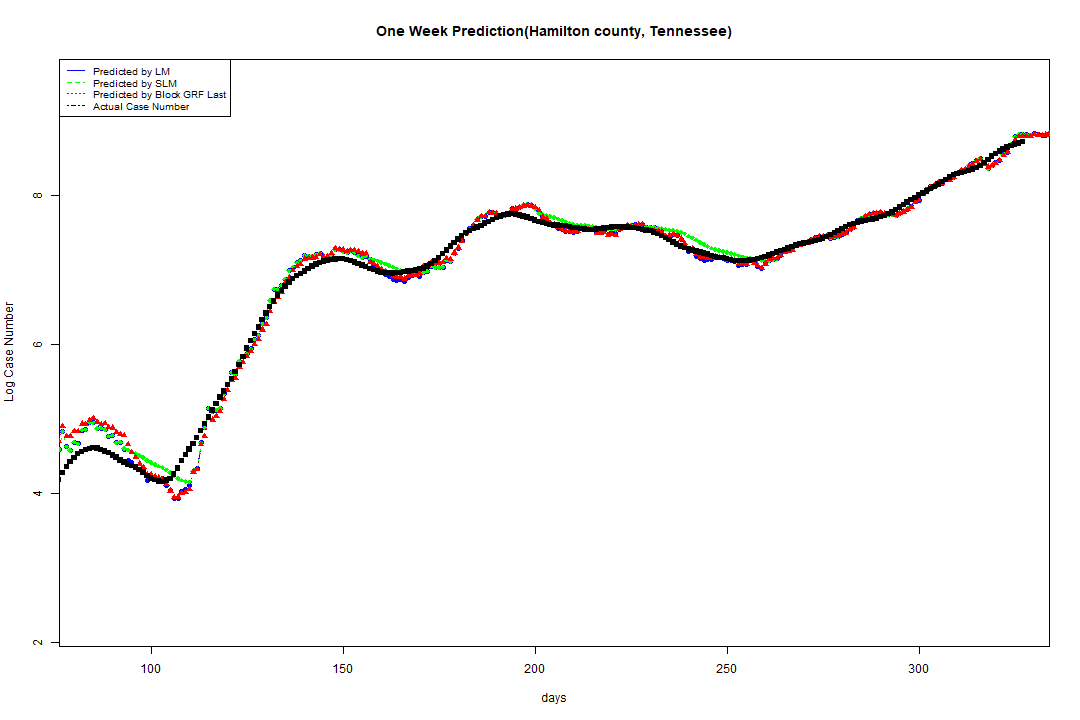 One Week Prediction(Hamilton county, Tennessee)
Predicted by LM
Predicted by SLM
Predicted by Block GRF Last
Actual Case Number
8
6
4
2
Log Case Number
100 150 200 250 300
days